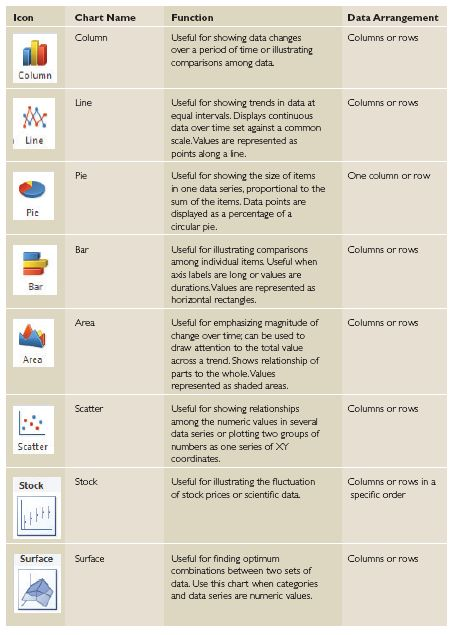 Icon Chart Name Function Data Arrangement
Column Useful for showing data changes Columns or rows
over a period of time or illustrating
comparisons among data.
Column
Line Useful for showing trends in data at Columns or rows
equal intervals. Displays continuous
data over time set against a common
scale. Values are represented as
points along a line.
Line
Pie Useful for showing the size of items One column or row
in one data series, proportional to the
sum of the items. Data points are
displayed as a percentage of a
circular pie.
Pie
Bar Useful for illustrating comparisons Columns or rows
among individual items. Useful when
axis labels are long or values are
durations. Values are represented as
horizontal rectangles.
Bar
Area Useful for emphasizing magnitude of Columns or rows
change over time; can be used to
draw attention to the total value
across a trend. Shows relationship of
parts to the whole. Values
represented as shaded areas.
Area
Scatter Useful for showing relationships Columns or rows
among the numeric values in several
data series or plotting two groups of
numbers as one series of XY
coordinates.
Scatter
Stock Stock Useful for illustrating the fluctuation Columns or rows in a
of stock prices or scientific data. specific order
Surface Surface Useful for finding optimum Columns or rows
combinations between two sets of
data. Use this chart when categories
and data series are numeric values.